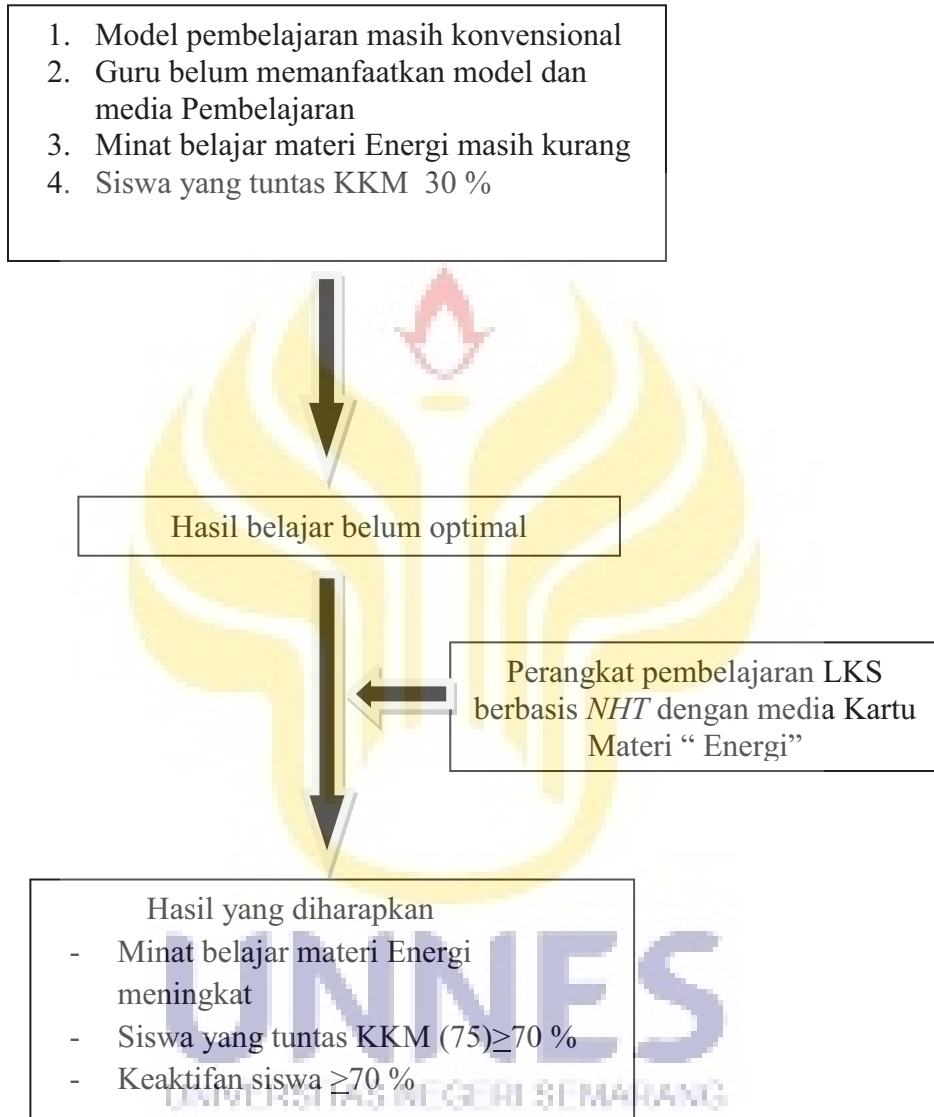 1. Model pembelajaran masih konvensional
2. Guru belum memanfaatkan model dan
media Pembelajaran
3. Minat belajar materi Energi masih kurang
4. Siswa yang tuntas KKM 30 %
Hasil belajar belum optimal
Perangkat pembelajaran LKS
berbasis NHT dengan media Kartu
Materi “ Energi”
Hasil yang diharapkan
- Minat belajar materi Energi
meningkat
- Siswa yang tuntas KKM (75)≥70 %
- Keaktifan siswa ≥70 %
UNNES
UNIVERSITAS NEGERI SEMARANG